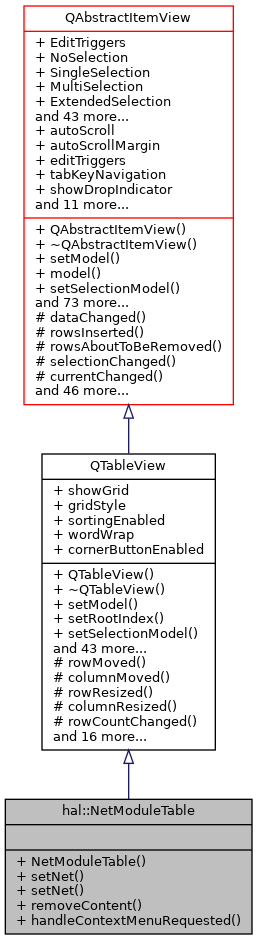 QAbstractItemView
+ EditTriggers
+ NoSelection
+ SingleSelection
+ MultiSelection
+ ExtendedSelection
and 43 more...
+ autoScroll
+ autoScrollMargin
+ editTriggers
+ tabKeyNavigation
+ showDropIndicator
and 11 more...
+ QAbstractItemView()
+ ~QAbstractItemView()
+ setModel()
+ model()
+ setSelectionModel()
and 73 more...
# dataChanged()
# rowsInserted()
# rowsAboutToBeRemoved()
# selectionChanged()
# currentChanged()
and 46 more...
QTableView
+ showGrid
+ gridStyle
+ sortingEnabled
+ wordWrap
+ cornerButtonEnabled
+ QTableView()
+ ~QTableView()
+ setModel()
+ setRootIndex()
+ setSelectionModel()
and 43 more...
# rowMoved()
# columnMoved()
# rowResized()
# columnResized()
# rowCountChanged()
and 16 more...
hal::NetModuleTable
+ NetModuleTable()
+ setNet()
+ setNet()
+ removeContent()
+ handleContextMenuRequested()